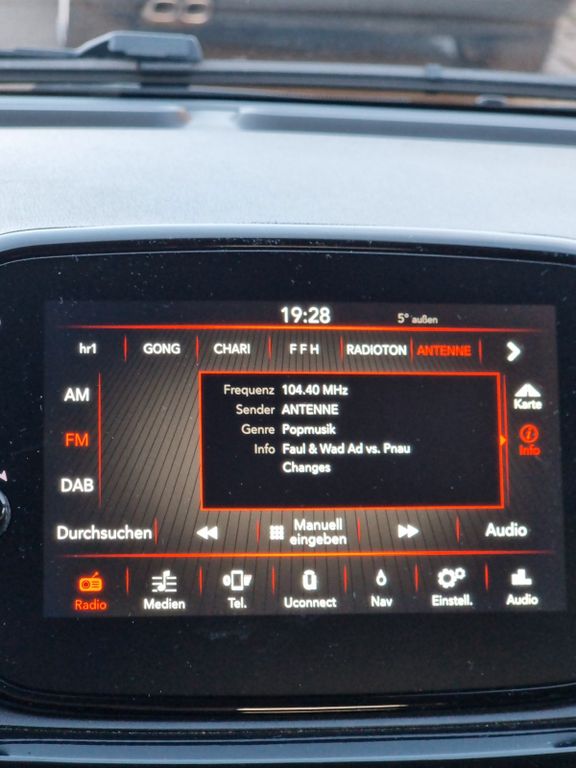 19:28
5° außen
hr1 GONG CHARI F F H RADIOTON ANTENNE
AM
FM
DAB
Frequenz 104.40 MHz
Sender ANTENNE
Genre Popmusik
Info Faul & Wad Ad vs. Pnau
Changes
Karte
Info
Durchsuchen
Manuell
eingeben
Audio
Radio Medien Tel. Uconnect Nav Einstell. Audio